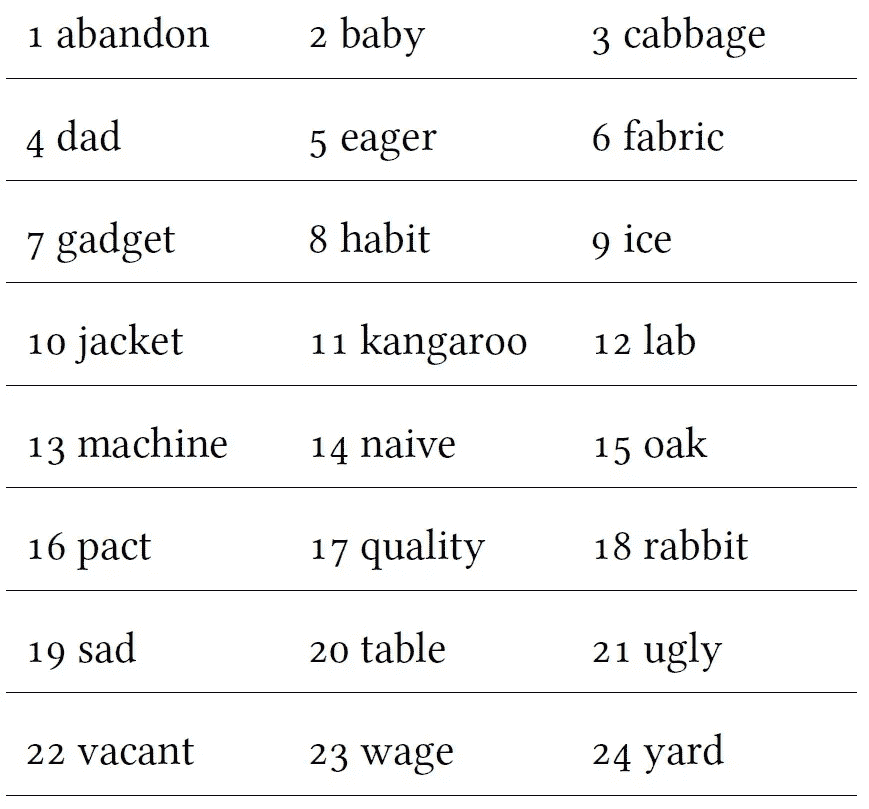 1 abandon 2 baby 3 cabbage
4 dad 5 eager 6 fabric
7 gadget 8 habit 9 ice
10 jacket 11 kangaroo 12 lab
13 machine 14 naive 15 oak
16 pact 17 quality 18 rabbit
19 sad 20 table 21 ugly
22 vacant 23 wage 24 yard